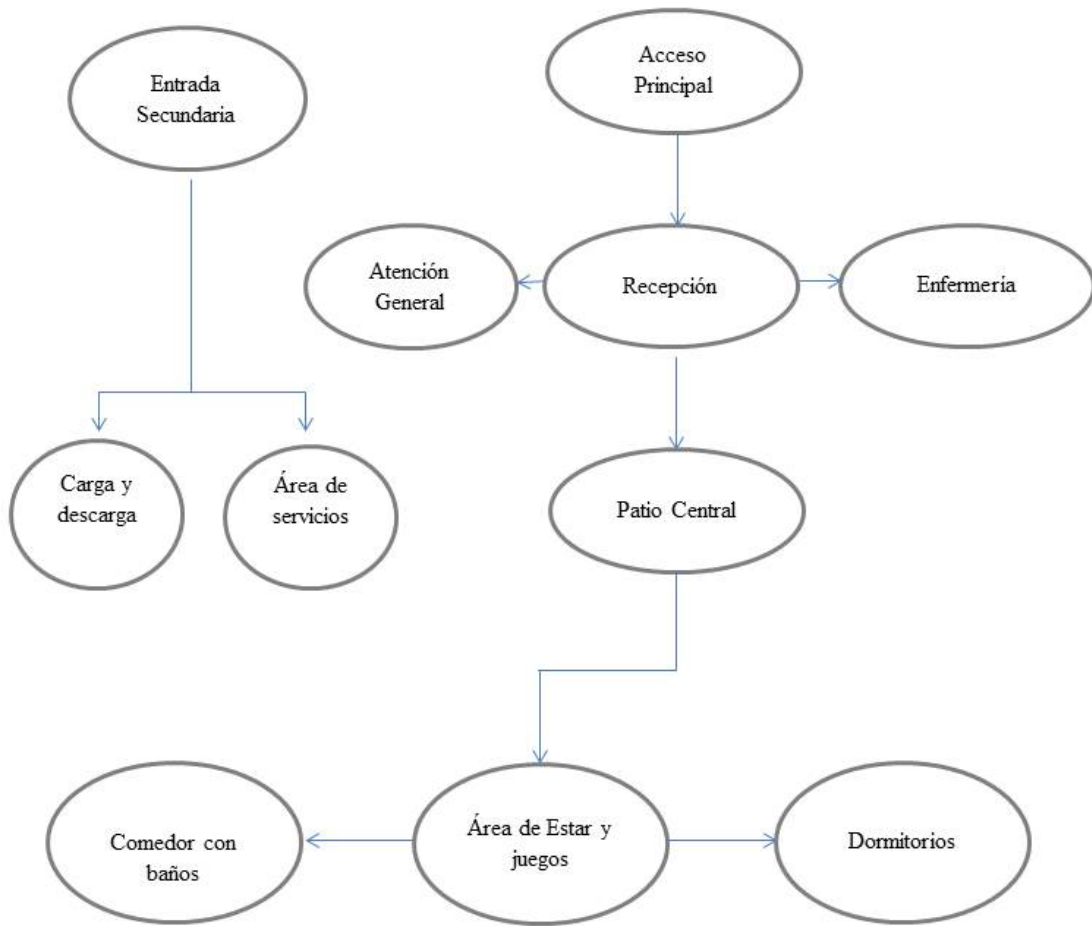 Acceso
Principal
Entrada
Secundaria
Atención
General
Recepción
Enfermería
Carga y
descarga
Área de
servicios
Patio Central
Comedor con
baños
Área de Estar y
juegos
Dormitorios